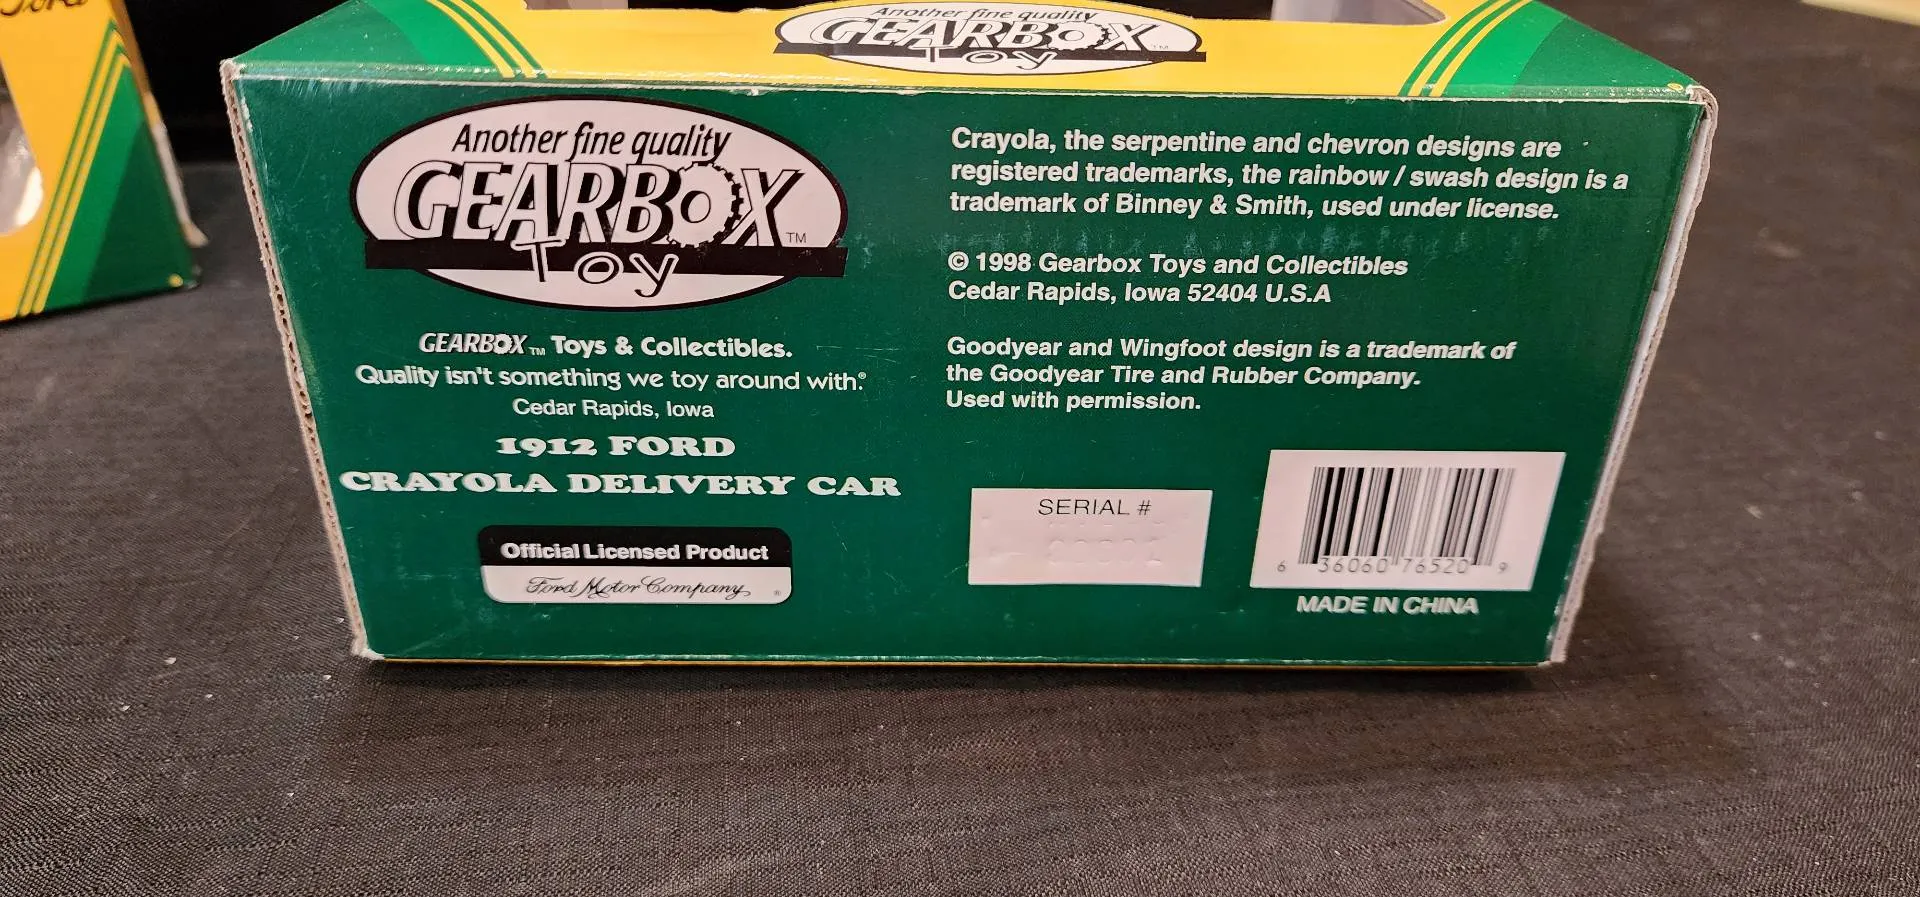 Ford
Another fine quality
GEARBOX TM
Toy
Another fine quality
GEARBOX TM
Toy
GEARBOX TM Toys & Collectibles.
Quality isn't something we toy around with.®
Cedar Rapids, Iowa
1912 FORD
CRAYOLA DELIVERY CAR
Official Licensed Product
Ford Motor Company ®
Crayola, the serpentine and chevron designs are
registered trademarks, the rainbow / swash design is a
trademark of Binney & Smith, used under license.
© 1998 Gearbox Toys and Collectibles
Cedar Rapids, Iowa 52404 U.S.A
Goodyear and Wingfoot design is a trademark of
the Goodyear Tire and Rubber Company.
Used with permission.
SERIAL #
6 36060 76520 9
MADE IN CHINA